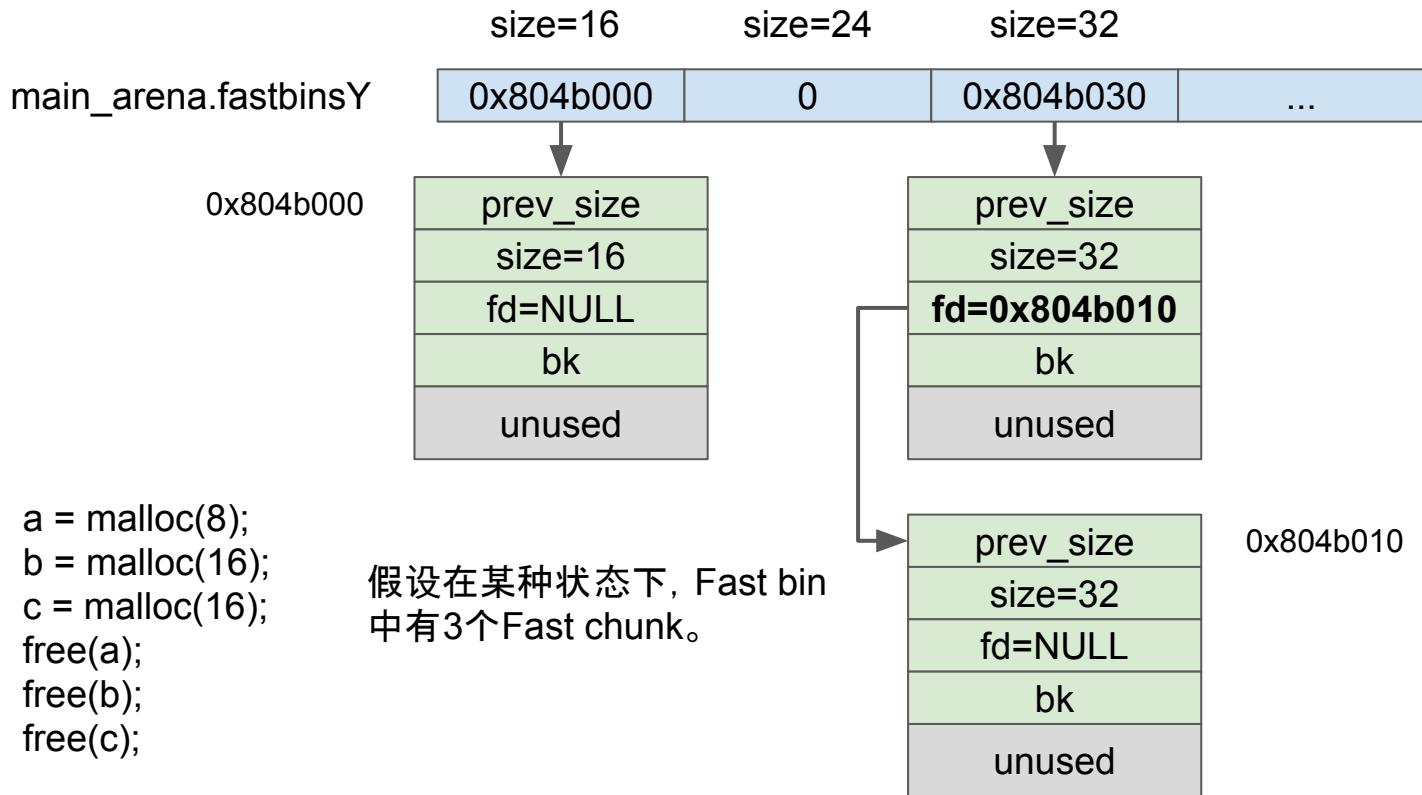 size=16 size=24 size=32
main_arena.fastbinsY 0x804b000 0 0x804b030 ...
0x804b000
prev_size
size=16
fd=NULL
bk
unused
prev_size
size=32
fd=0x804b010
bk
unused
a = malloc(8);
b = malloc(16);
c = malloc(16);
free(a);
free(b);
free(c);
假设在某种状态下, Fast bin
中有3个Fast chunk。
0x804b010
prev_size
size=32
fd=NULL
bk
unused